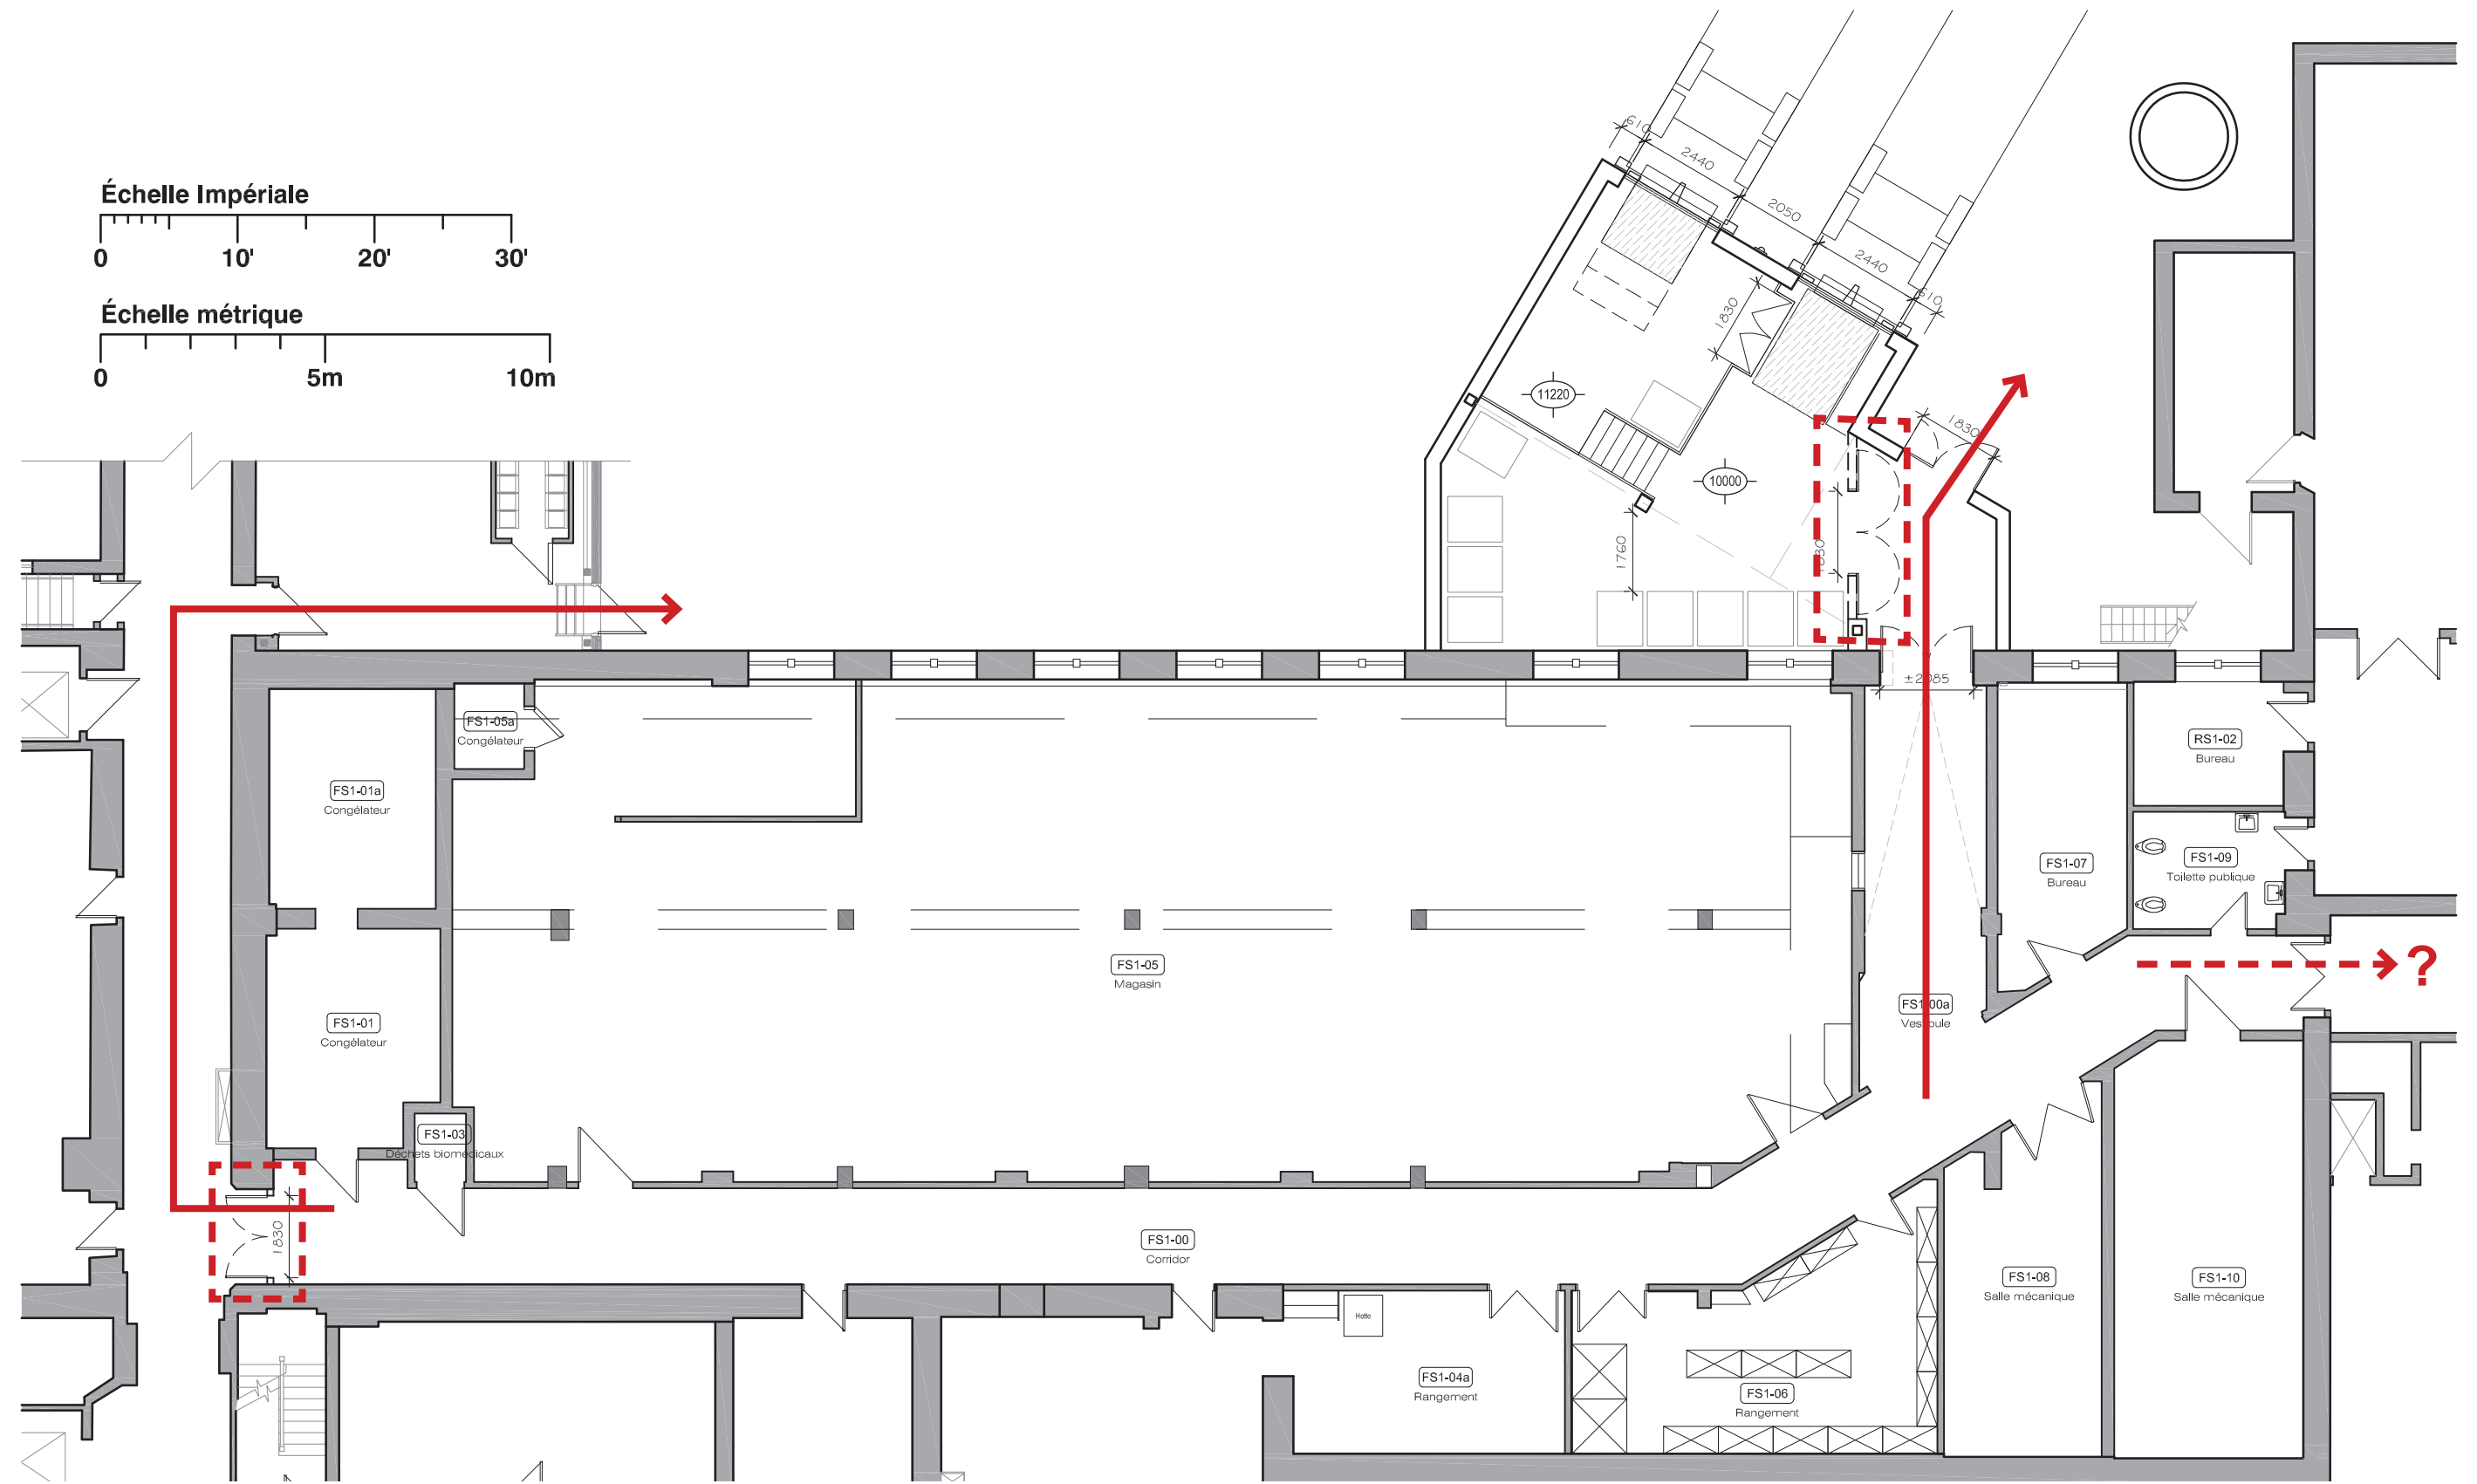 Échelle Impériale
0 10' 20' 30'
Échelle métrique
0 5m 10m
610
2440
2050
2440
610
1830
11220
10000
1830
1760
1830
±2085
FS1-05a
Congélateur
RS1-02
Bureau
FS1-01a
Congélateur
FS1-07
Bureau
FS1-09
Toilette publique
FS1-05
Magasin
?
FS1-00a
Vestibule
FS1-01
Congélateur
FS1-03
Déchets biomédicaux
1830
FS1-00
Corridor
FS1-08
Salle mécanique
FS1-10
Salle mécanique
Hotte
FS1-04a
Rangement
FS1-06
Rangement